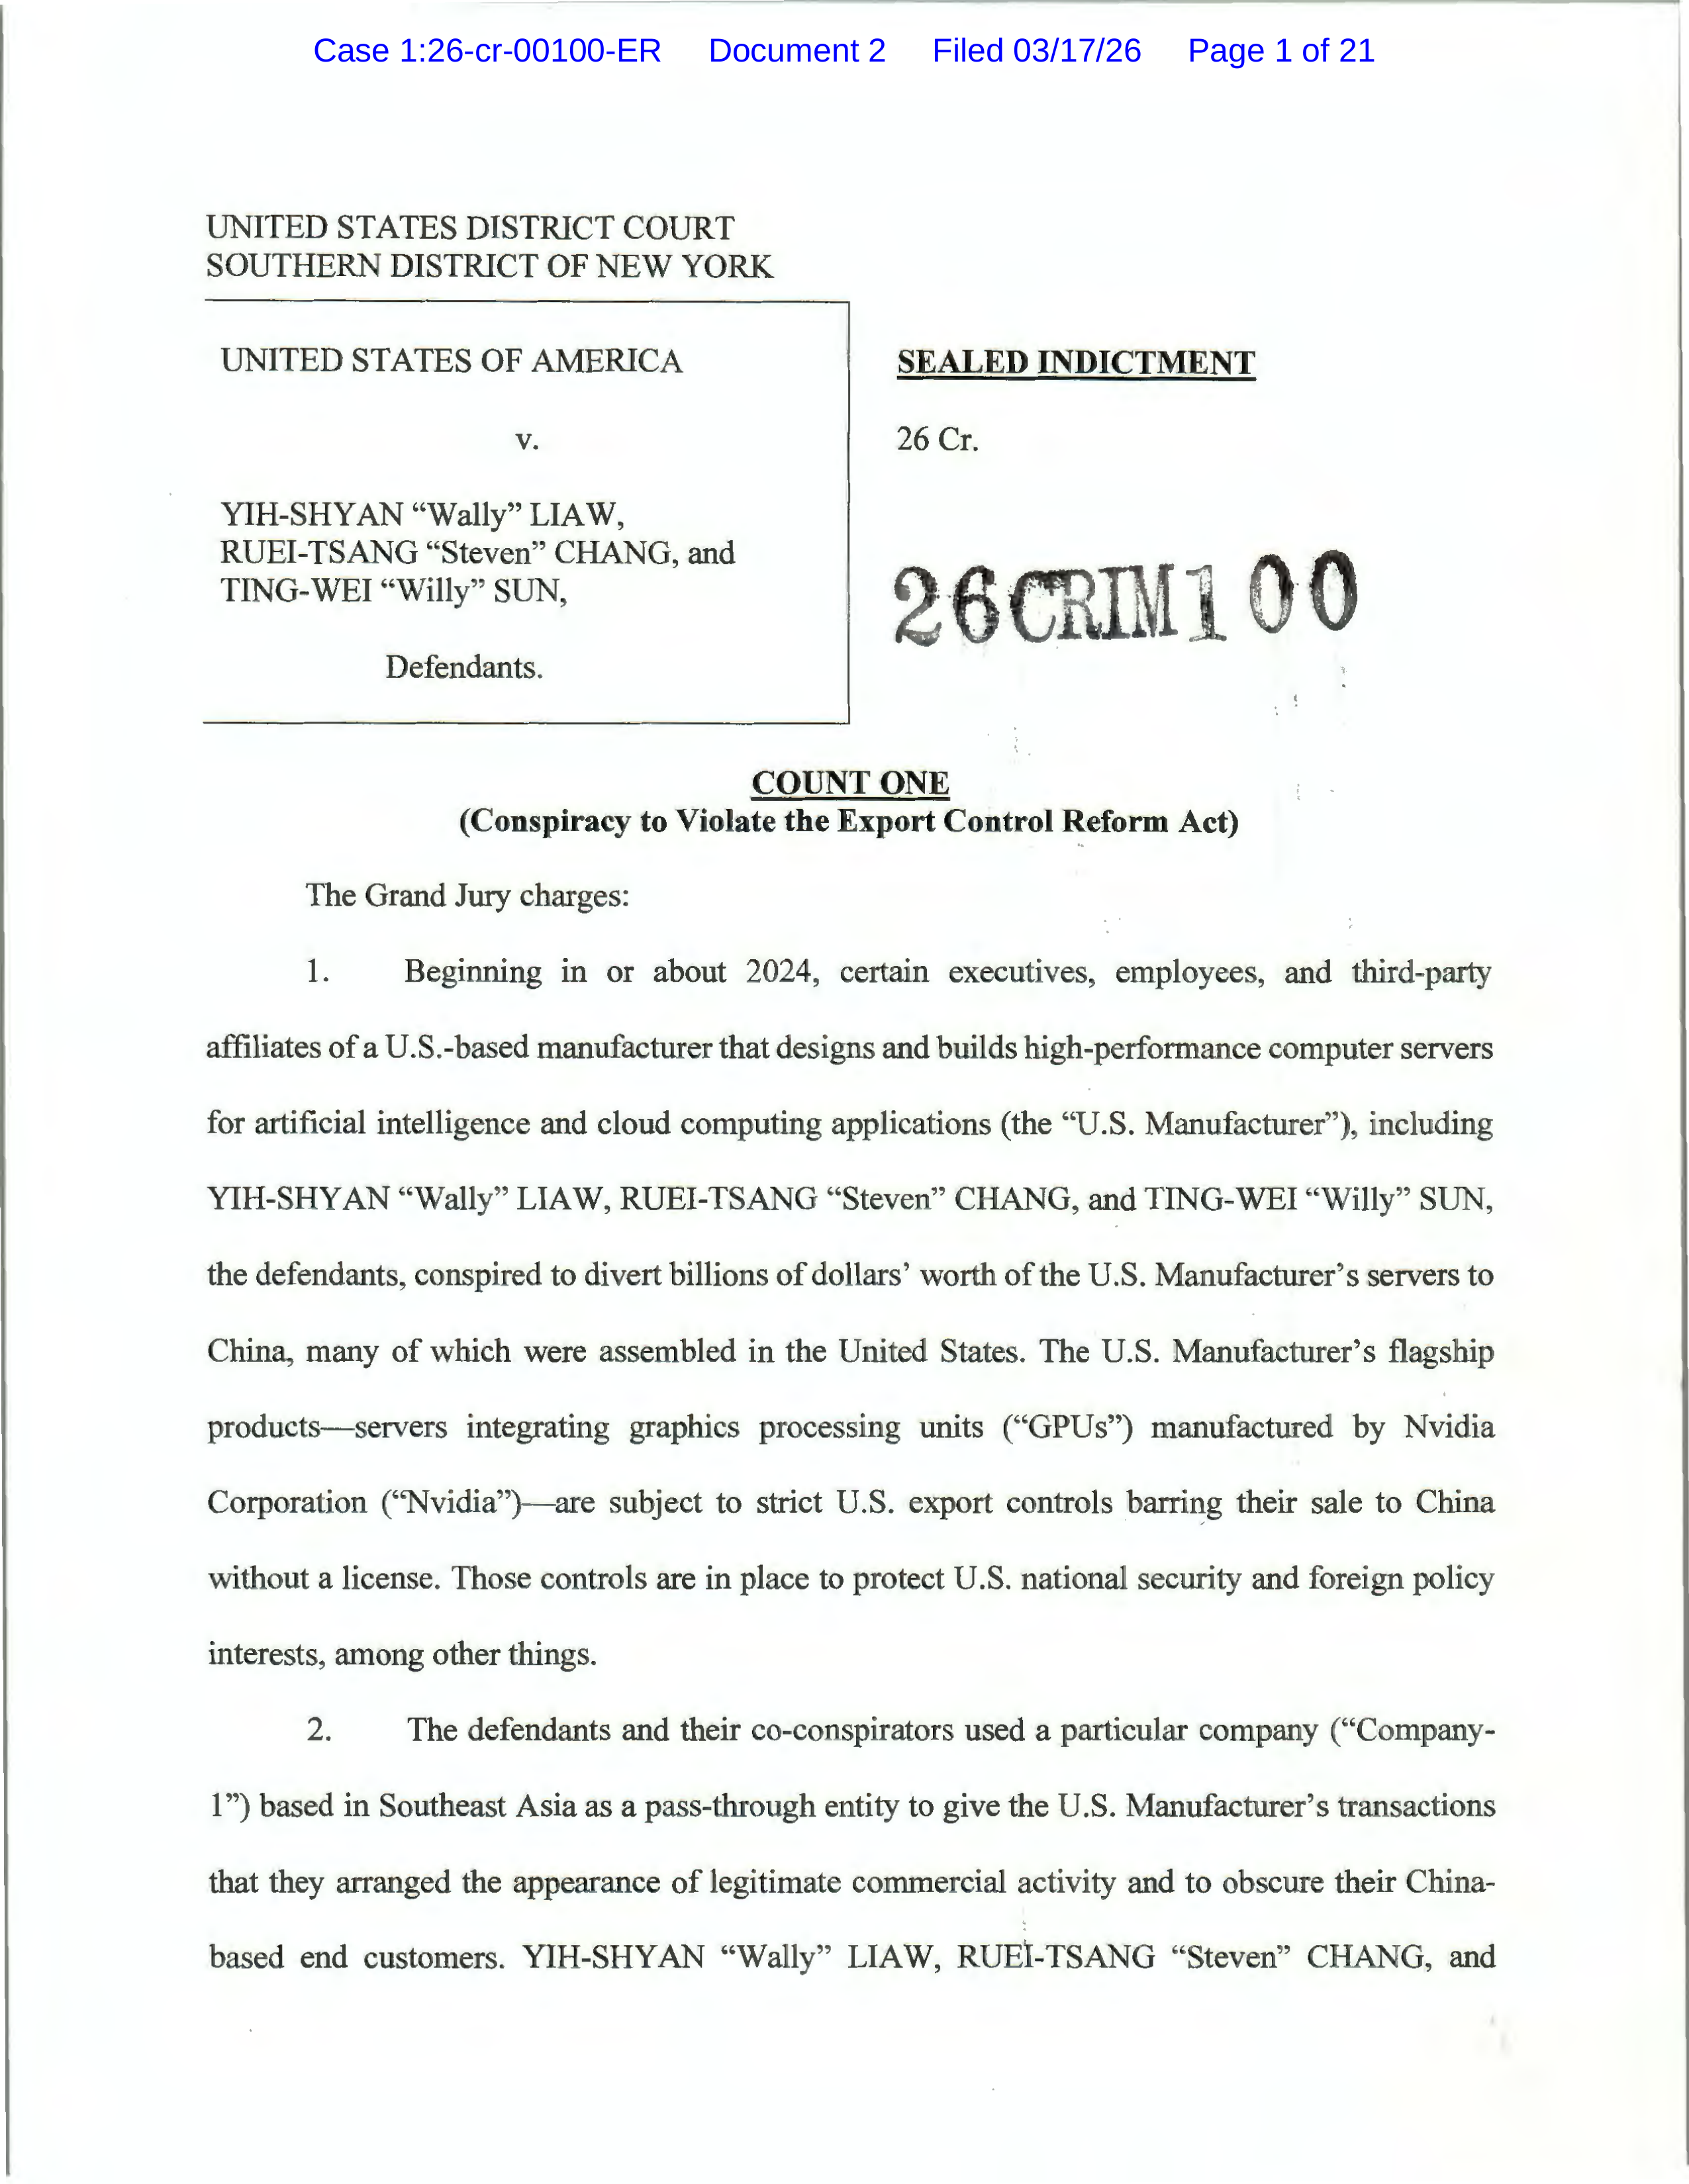 Case 1:26-cr-00100-ER Document 2 Filed 03/17/26 Page 1 of 21
UNITED STATES DISTRICT COURT
SOUTHERN DISTRICT OF NEW YORK
UNITED STATES OF AMERICA
v.
YIH-SHYAN “Wally” LIAW,
RUEI-TSANG “Steven” CHANG, and
TING-WEI “Willy” SUN,
Defendants.
SEALED INDICTMENT
26 Cr.
26CRIM100
COUNT ONE
(Conspiracy to Violate the Export Control Reform Act)
The Grand Jury charges:
1. Beginning in or about 2024, certain executives, employees, and third-party
affiliates of a U.S.-based manufacturer that designs and builds high-performance computer servers
for artificial intelligence and cloud computing applications (the “U.S. Manufacturer”), including
YIH-SHYAN “Wally” LIAW, RUEI-TSANG “Steven” CHANG, and TING-WEI “Willy” SUN,
the defendants, conspired to divert billions of dollars’ worth of the U.S. Manufacturer’s servers to
China, many of which were assembled in the United States. The U.S. Manufacturer’s flagship
products—servers integrating graphics processing units (“GPUs”) manufactured by Nvidia
Corporation (“Nvidia”)—are subject to strict U.S. export controls barring their sale to China
without a license. Those controls are in place to protect U.S. national security and foreign policy
interests, among other things.
2. The defendants and their co-conspirators used a particular company (“Company-
1”) based in Southeast Asia as a pass-through entity to give the U.S. Manufacturer’s transactions
that they arranged the appearance of legitimate commercial activity and to obscure their China-
based end customers. YIH-SHYAN “Wally” LIAW, RUEI-TSANG “Steven” CHANG, and